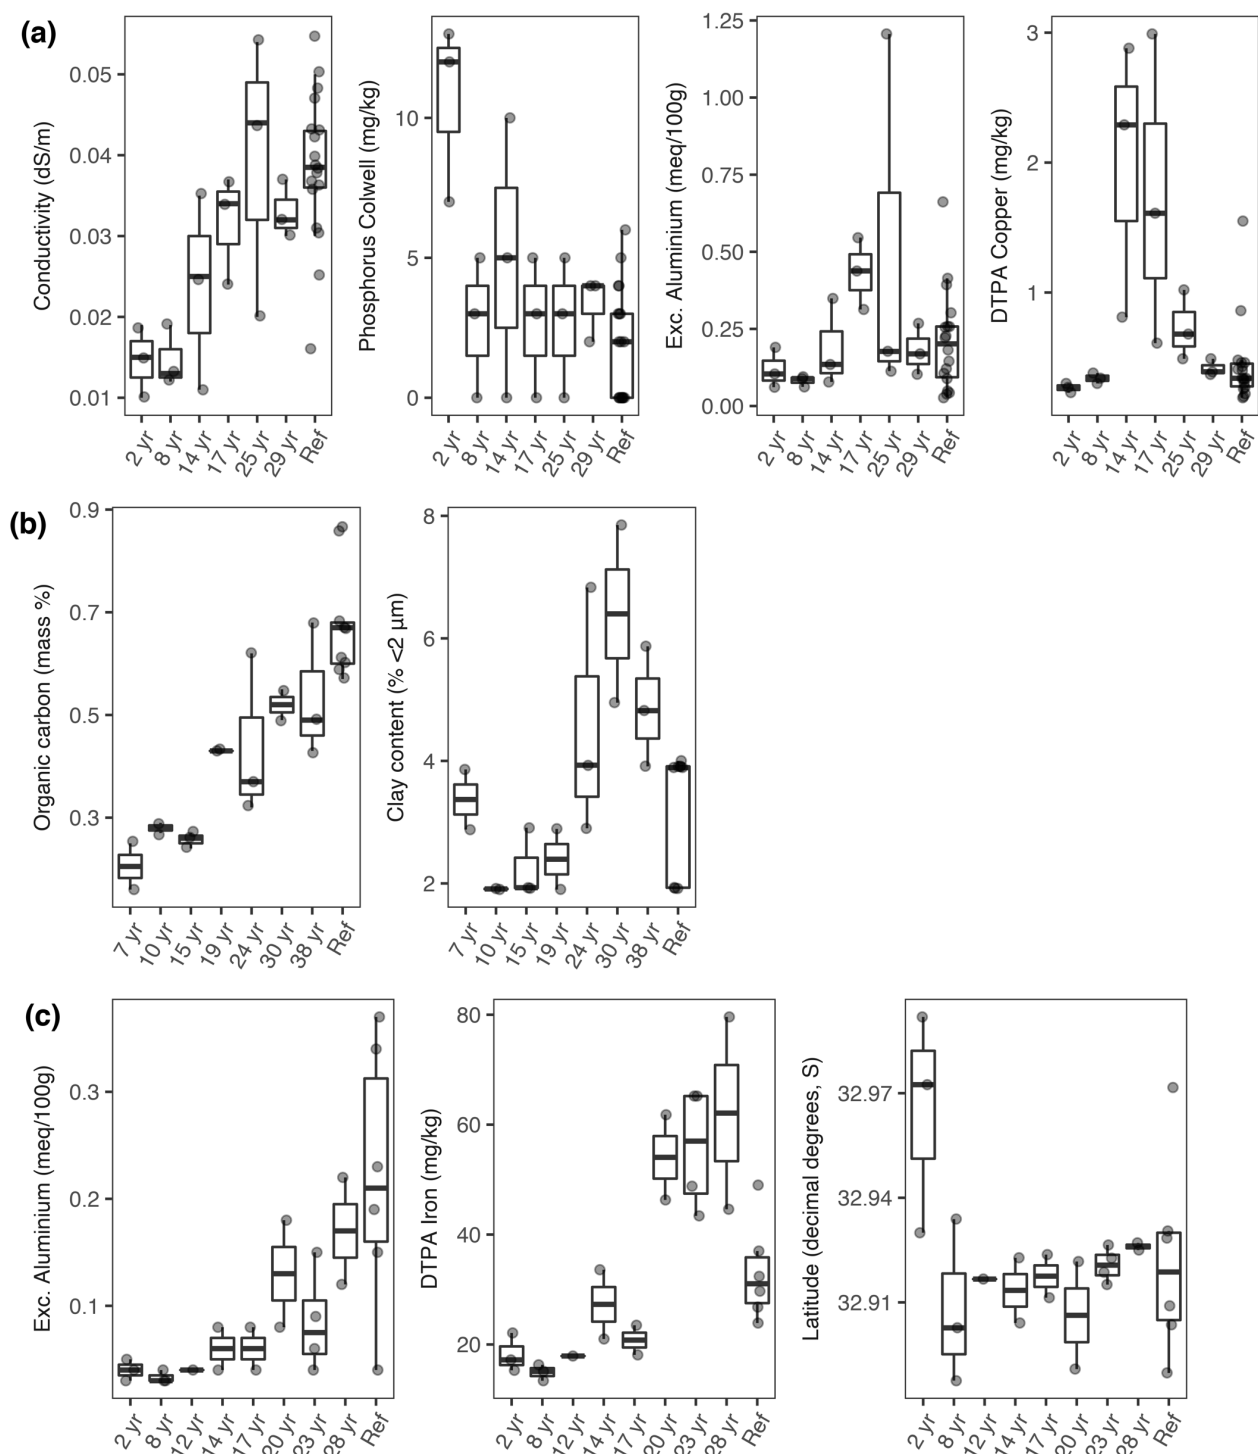 (a)
Conductivity (dS/m)
0.05
0.04
0.03
0.02
0.01
2 yr
8 yr
14 yr
17 yr
25 yr
29 yr
Ref
Phosphorus Colwell (mg/kg)
10
5
0
2 yr
8 yr
14 yr
17 yr
25 yr
29 yr
Ref
Exc. Aluminium (meq/100g)
1.25
1.00
0.75
0.50
0.25
0.00
2 yr
8 yr
14 yr
17 yr
25 yr
29 yr
Ref
DTPA Copper (mg/kg)
3
2
1
2 yr
8 yr
14 yr
17 yr
25 yr
29 yr
Ref
(b)
Organic carbon (mass %)
0.9
0.7
0.5
0.3
7 yr
10 yr
15 yr
19 yr
24 yr
30 yr
38 yr
Ref
Clay content (% <2 µm)
8
6
4
2
7 yr
10 yr
15 yr
19 yr
24 yr
30 yr
38 yr
Ref
(c)
Exc. Aluminium (meq/100g)
0.3
0.2
0.1
2 yr
8 yr
12 yr
14 yr
17 yr
20 yr
23 yr
28 yr
Ref
DTPA Iron (mg/kg)
80
60
40
20
2 yr
8 yr
12 yr
14 yr
17 yr
20 yr
23 yr
28 yr
Ref
Latitude (decimal degrees, S)
32.97
32.94
32.91
2 yr
8 yr
12 yr
14 yr
17 yr
20 yr
23 yr
28 yr
Ref